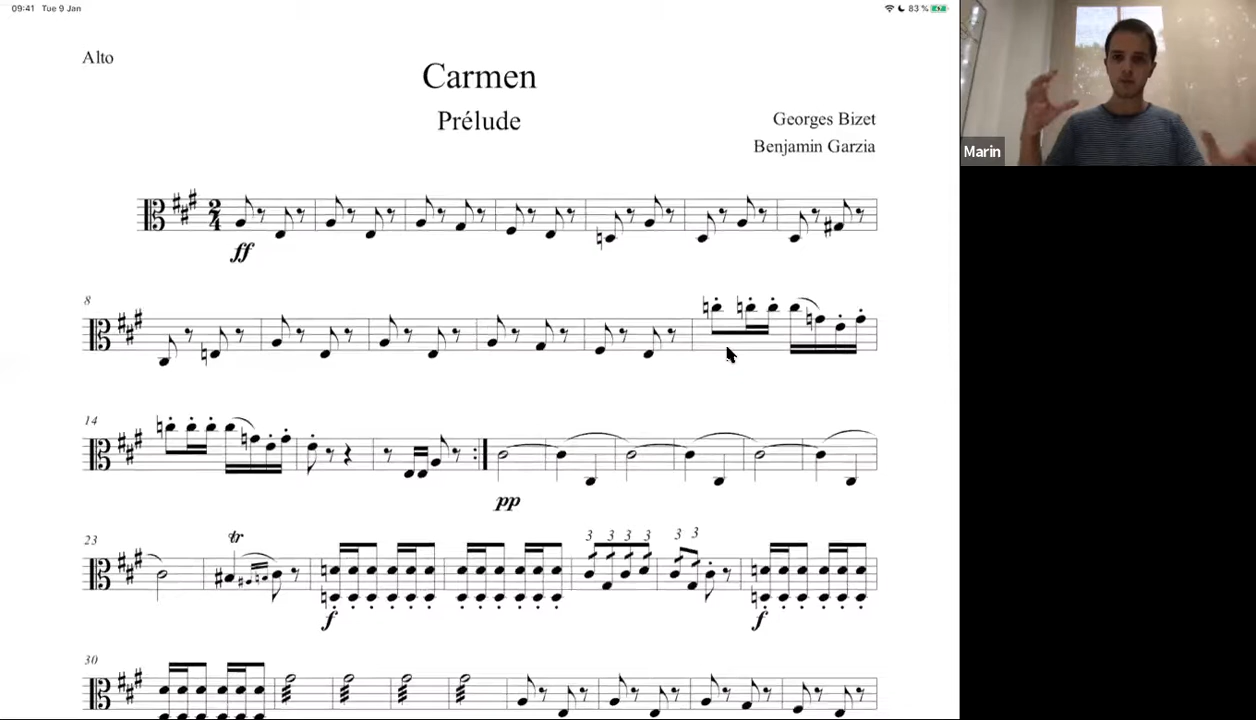 09:41 Tue 9 Jan
83 %
Alto
Carmen
Prélude
Georges Bizet
Benjamin Garzia
Marin
2
4
ff
8
14
pp
23
tr
3 3 3 3
3 3
f
f
30